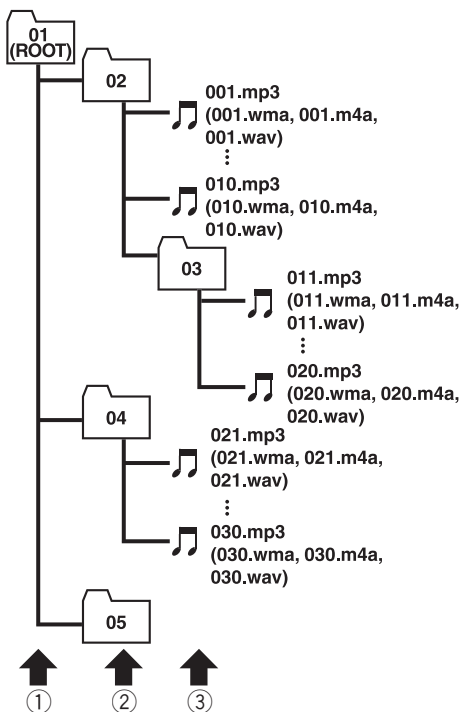 01
(ROOT)
02
001.mp3
(001.wma, 001.m4a,
001.wav)
010.mp3
(010.wma, 010.m4a,
010.wav)
03
011.mp3
(011.wma, 011.m4a,
011.wav)
020.mp3
(020.wma, 020.m4a,
020.wav)
04
021.mp3
(021.wma, 021.m4a,
021.wav)
030.mp3
(030.wma, 030.m4a,
030.wav)
05
① ② ③